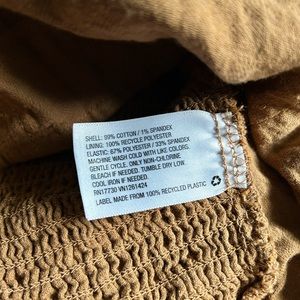 SHELL: 99% COTTON / 1% SPANDEX
LINING: 100% RECYCLE POLYESTER
ELASTIC: 67% POLYESTER / 33% SPANDEX
MACHINE WASH COLD WITH LIKE COLORS.
GENTLE CYCLE. ONLY NON-CHLORINE
BLEACH IF NEEDED. TUMBLE DRY LOW.
COOL IRON IF NEEDED.
RN17730 VN1261424
LABEL MADE FROM 100% RECYCLED PLASTIC